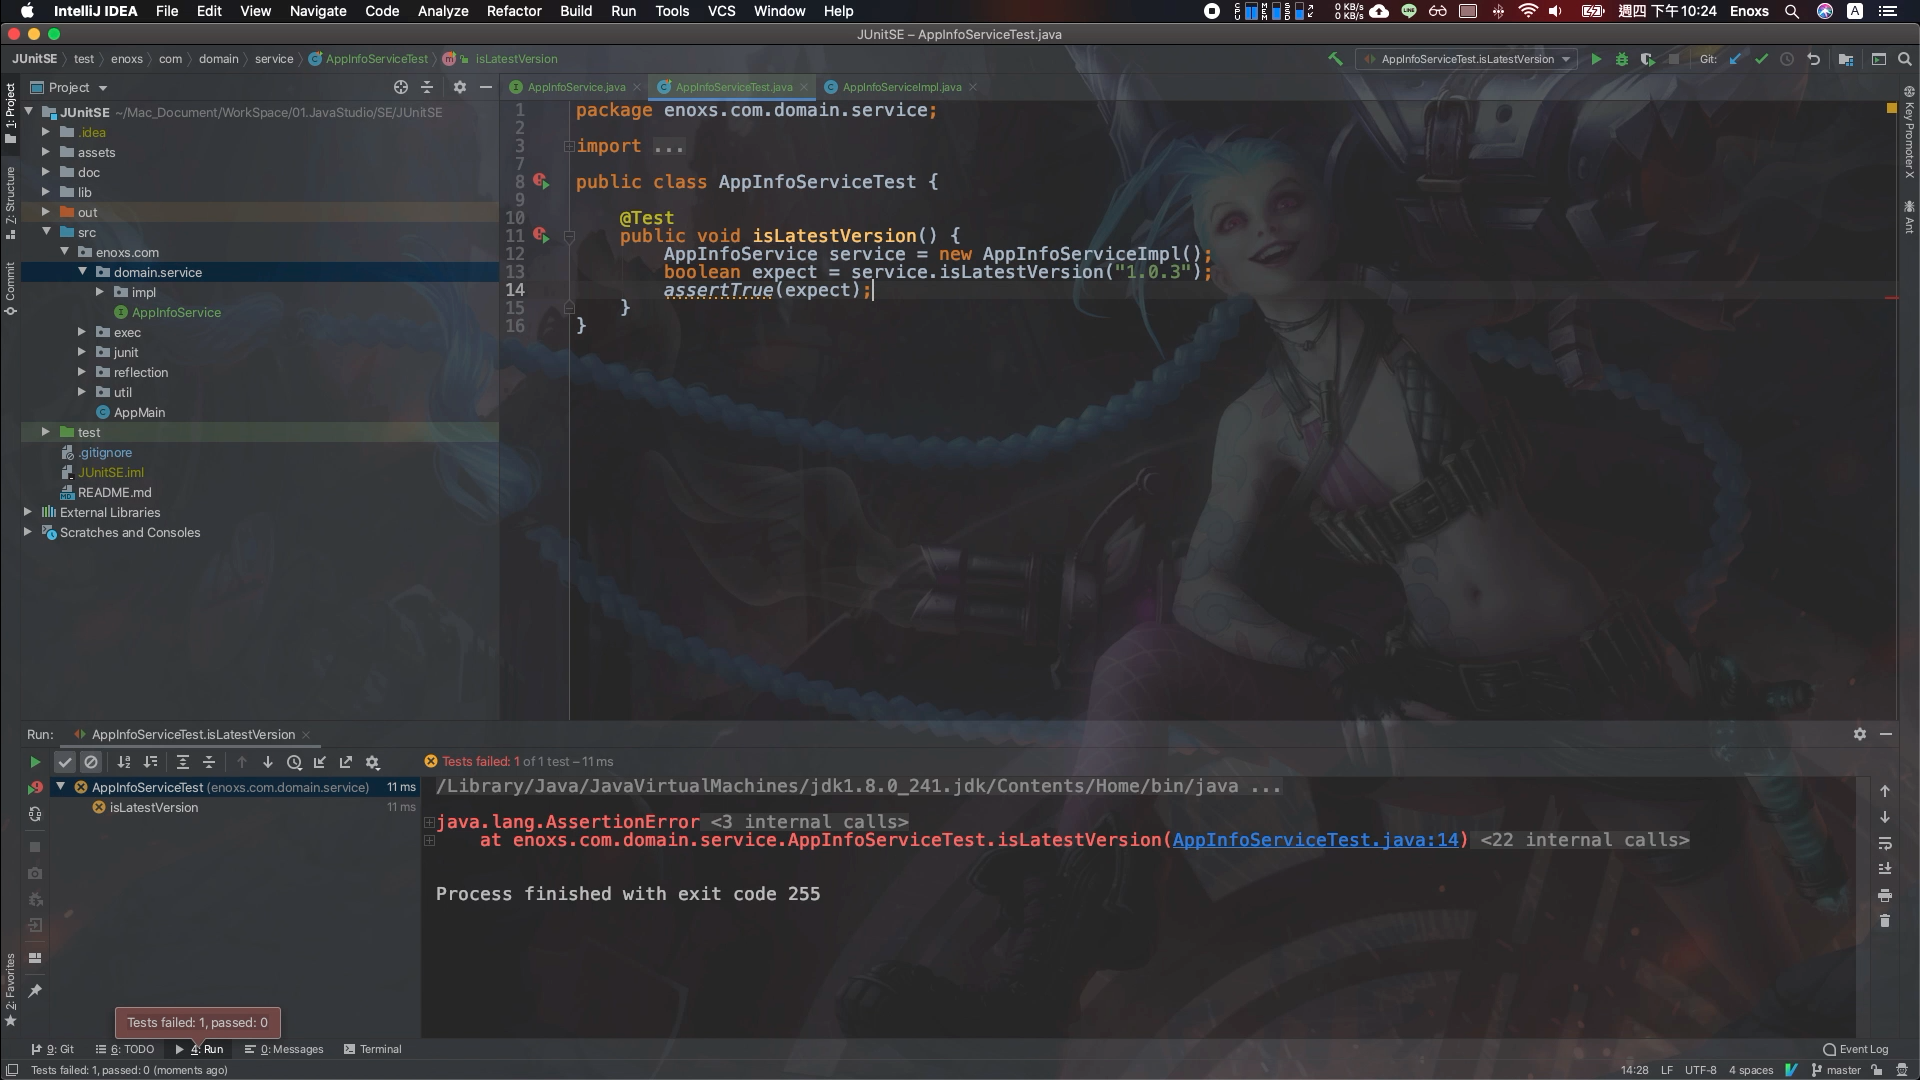 IntelliJ IDEA File Edit View Navigate Code Analyze Refactor Build Run Tools VCS Window Help 0 KB/s 0 KB/s 週四 下午10:24 Enoxs
JUnitSE – AppInfoServiceTest.java
JUnitSE test enoxs com domain service AppInfoServiceTest isLatestVersion AppInfoServiceTest.isLatestVersion Git:
Project AppInfoService.java AppInfoServiceTest.java AppInfoServiceImpl.java
JUnitSE ~/Mac_Document/WorkSpace/01.JavaStudio/SE/JUnitSE
.idea
assets
doc
lib
out
src
enoxs.com
domain.service
impl
AppInfoService
exec
junit
reflection
util
AppMain
test
.gitignore
JUnitSE.iml
README.md
External Libraries
Scratches and Consoles
1: Project
7: Structure
Commit
2: Favorites
1 package enoxs.com.domain.service;
2
3 import ...
7
8 public class AppInfoServiceTest {
9
10 @Test
11 public void isLatestVersion() {
12 AppInfoService service = new AppInfoServiceImpl();
13 boolean expect = service.isLatestVersion("1.0.3");
14 assertTrue(expect);
15 }
16 }
Key Promoter X
Ant
Run: AppInfoServiceTest.isLatestVersion
Tests failed: 1 of 1 test – 11 ms
AppInfoServiceTest (enoxs.com.domain.service) 11 ms
isLatestVersion 11 ms
/Library/Java/JavaVirtualMachines/jdk1.8.0_241.jdk/Contents/Home/bin/java ...
java.lang.AssertionError <3 internal calls>
at enoxs.com.domain.service.AppInfoServiceTest.isLatestVersion(AppInfoServiceTest.java:14) <22 internal calls>
Process finished with exit code 255
Tests failed: 1, passed: 0
9: Git 6: TODO 4: Run 0: Messages Terminal Event Log
Tests failed: 1, passed: 0 (moments ago) 14:28 LF UTF-8 4 spaces master